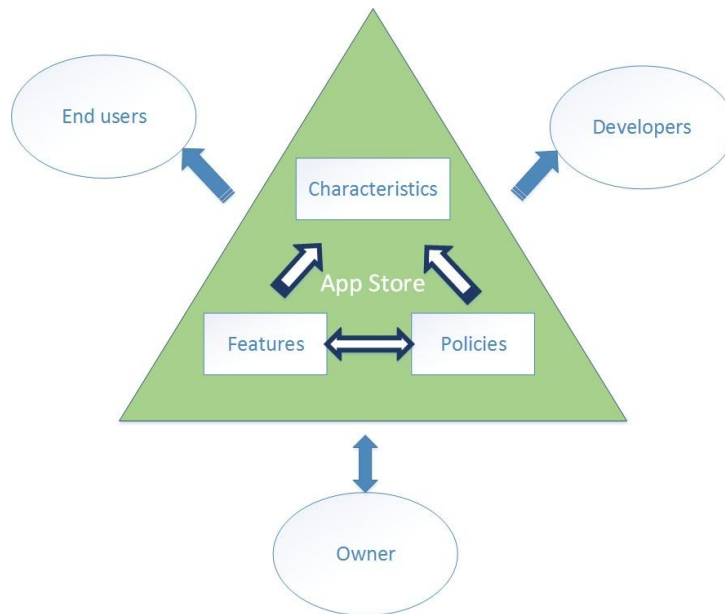 End users
Developers
Characteristics
App Store
Features
Policies
Owner